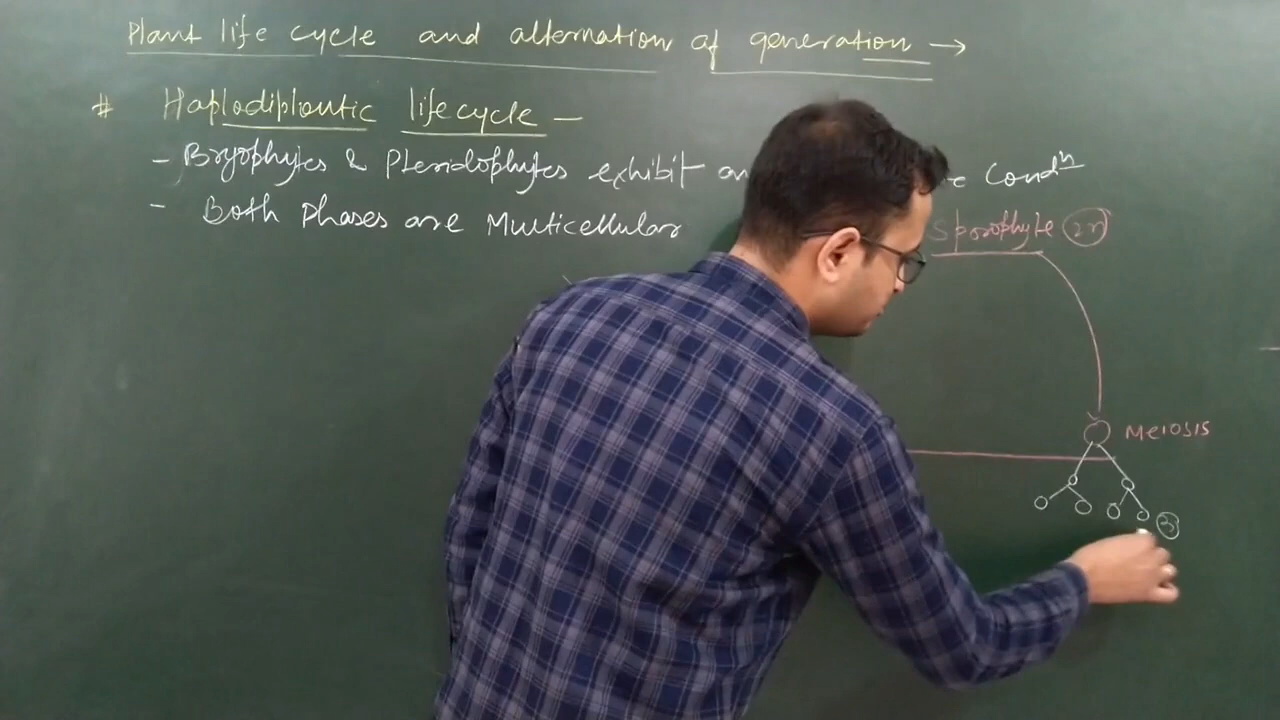 Plant life cycle and alternation of generation →
# Haplodiplontic lifecycle –
– Bryophytes & Pteridophytes exhibit an e condⁿ
– Both Phases are Multicellular
Sporophyte 2n
Meiosis